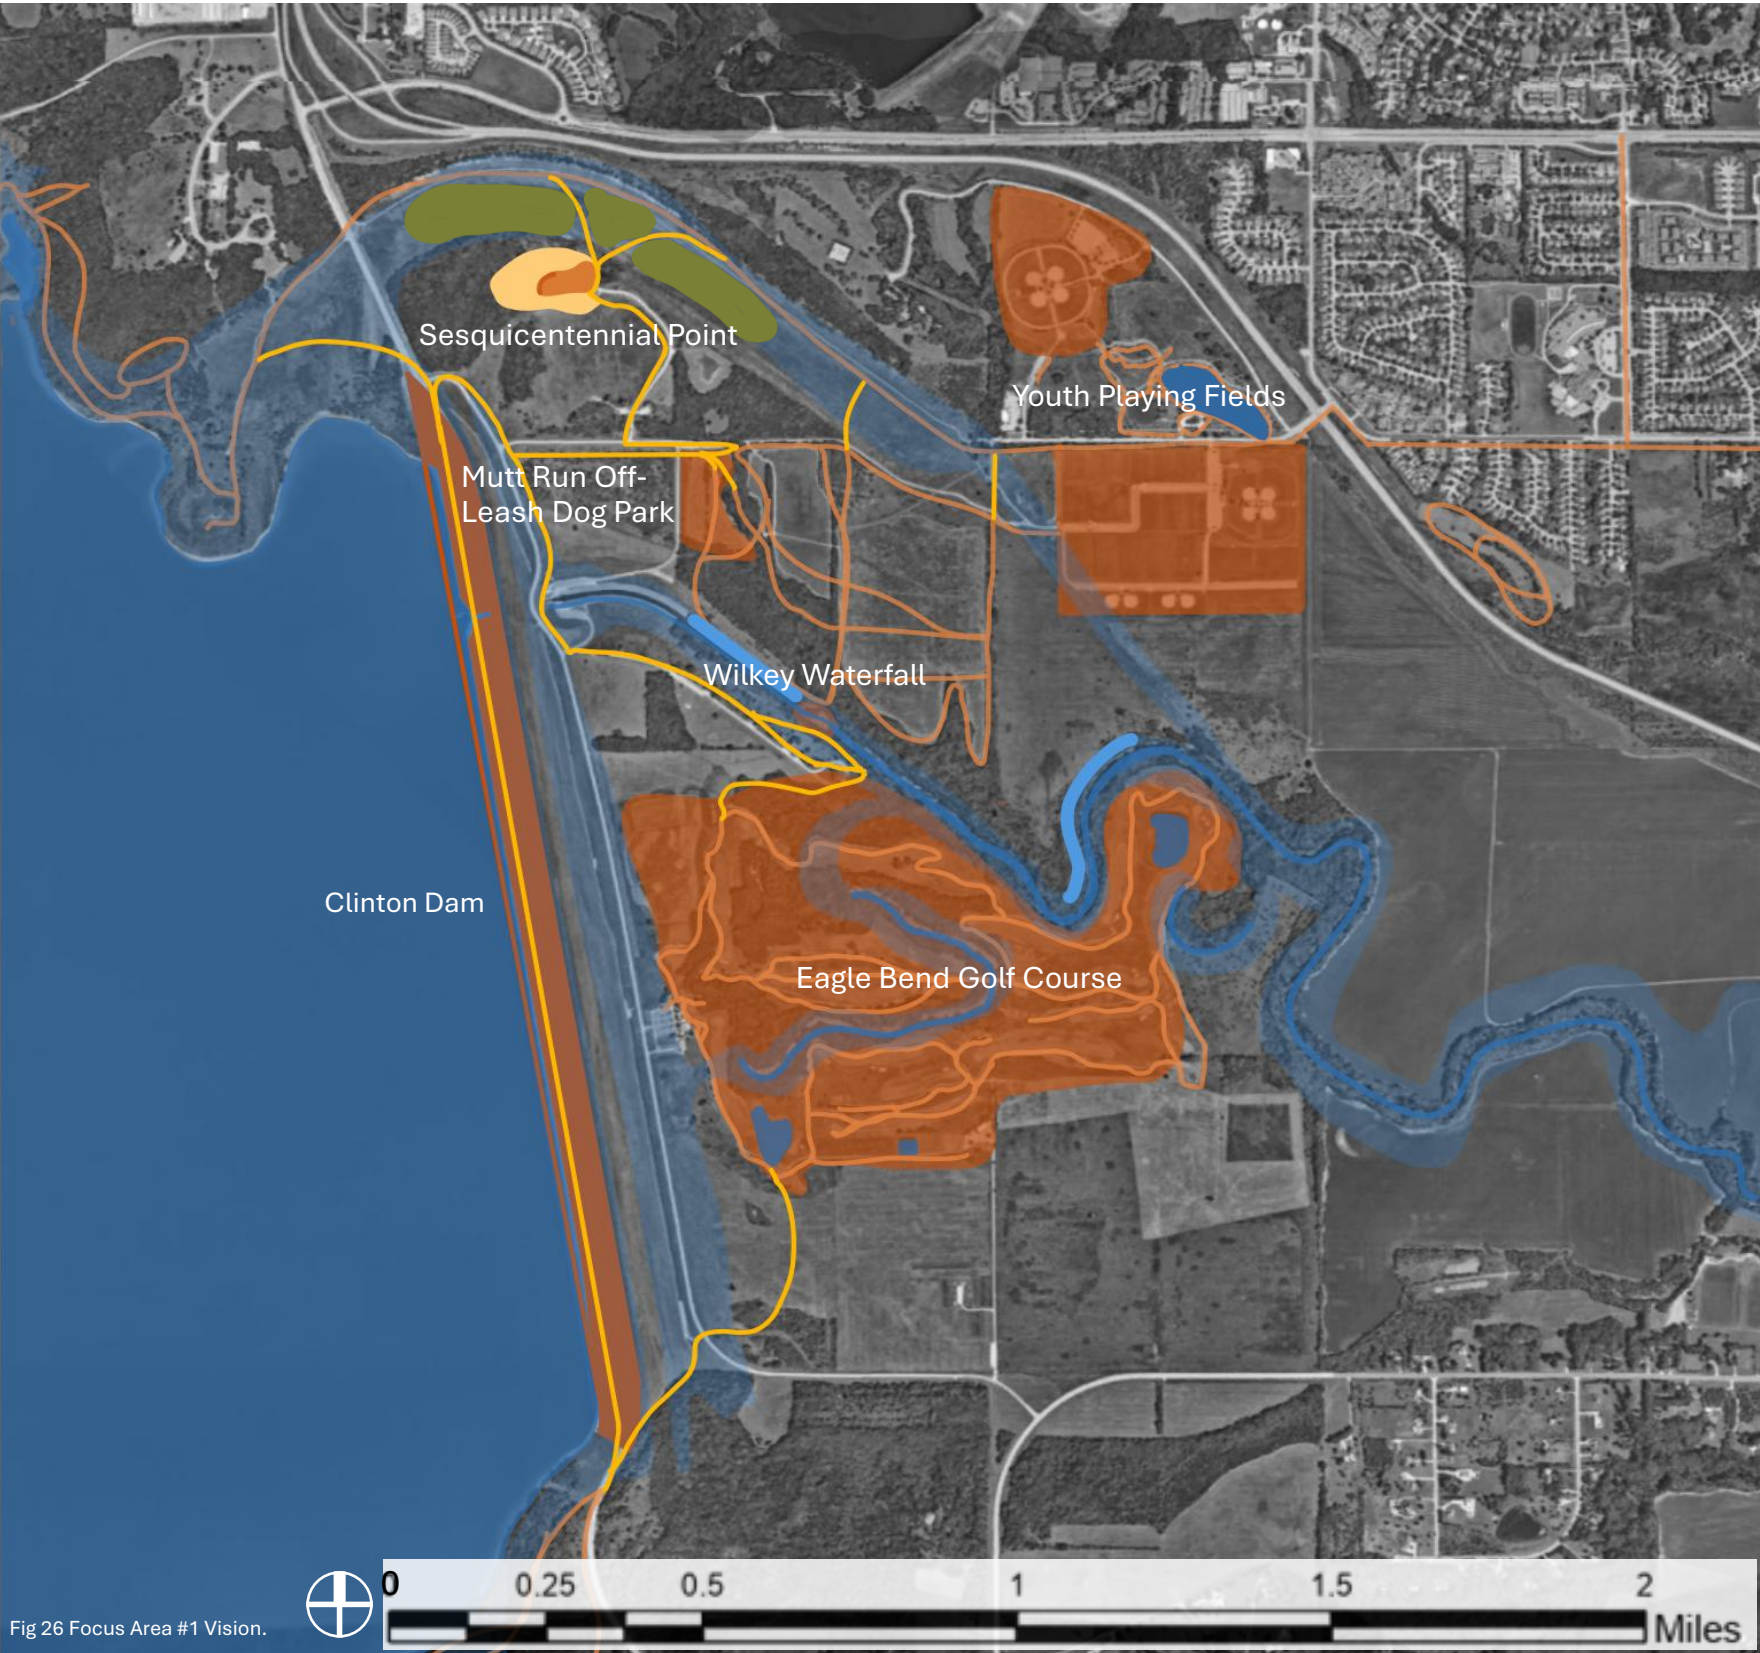 Sesquicentennial Point
Youth Playing Fields
Mutt Run Off-
Leash Dog Park
Wilkey Waterfall
Clinton Dam
Eagle Bend Golf Course
0 0.25 0.5 1 1.5 2
Miles
Fig 26 Focus Area #1 Vision.